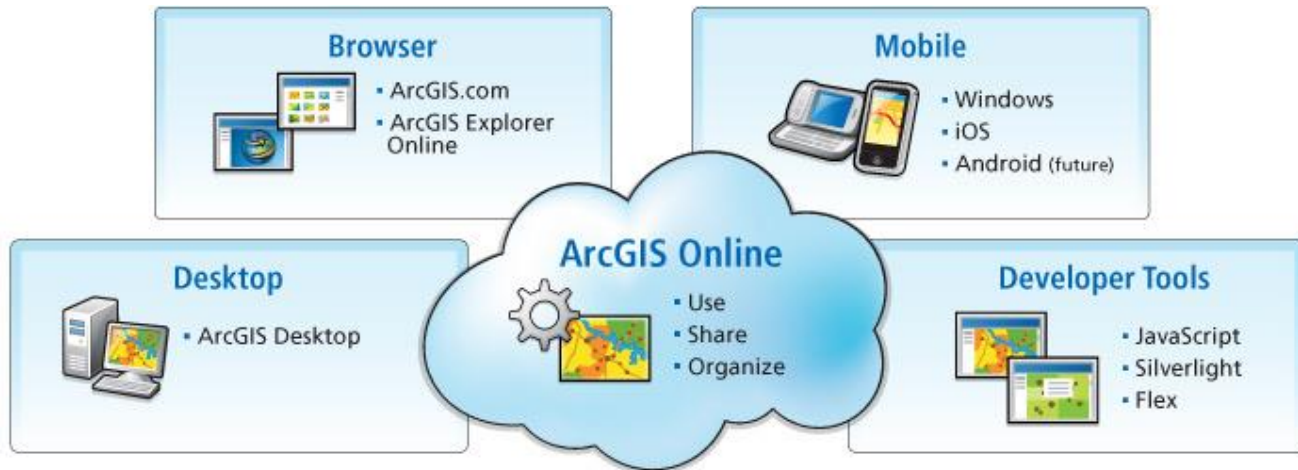 Browser
▪ ArcGIS.com
▪ ArcGIS Explorer
Online
Mobile
▪ Windows
▪ iOS
▪ Android (future)
Desktop
▪ ArcGIS Desktop
ArcGIS Online
▪ Use
▪ Share
▪ Organize
Developer Tools
▪ JavaScript
▪ Silverlight
▪ Flex